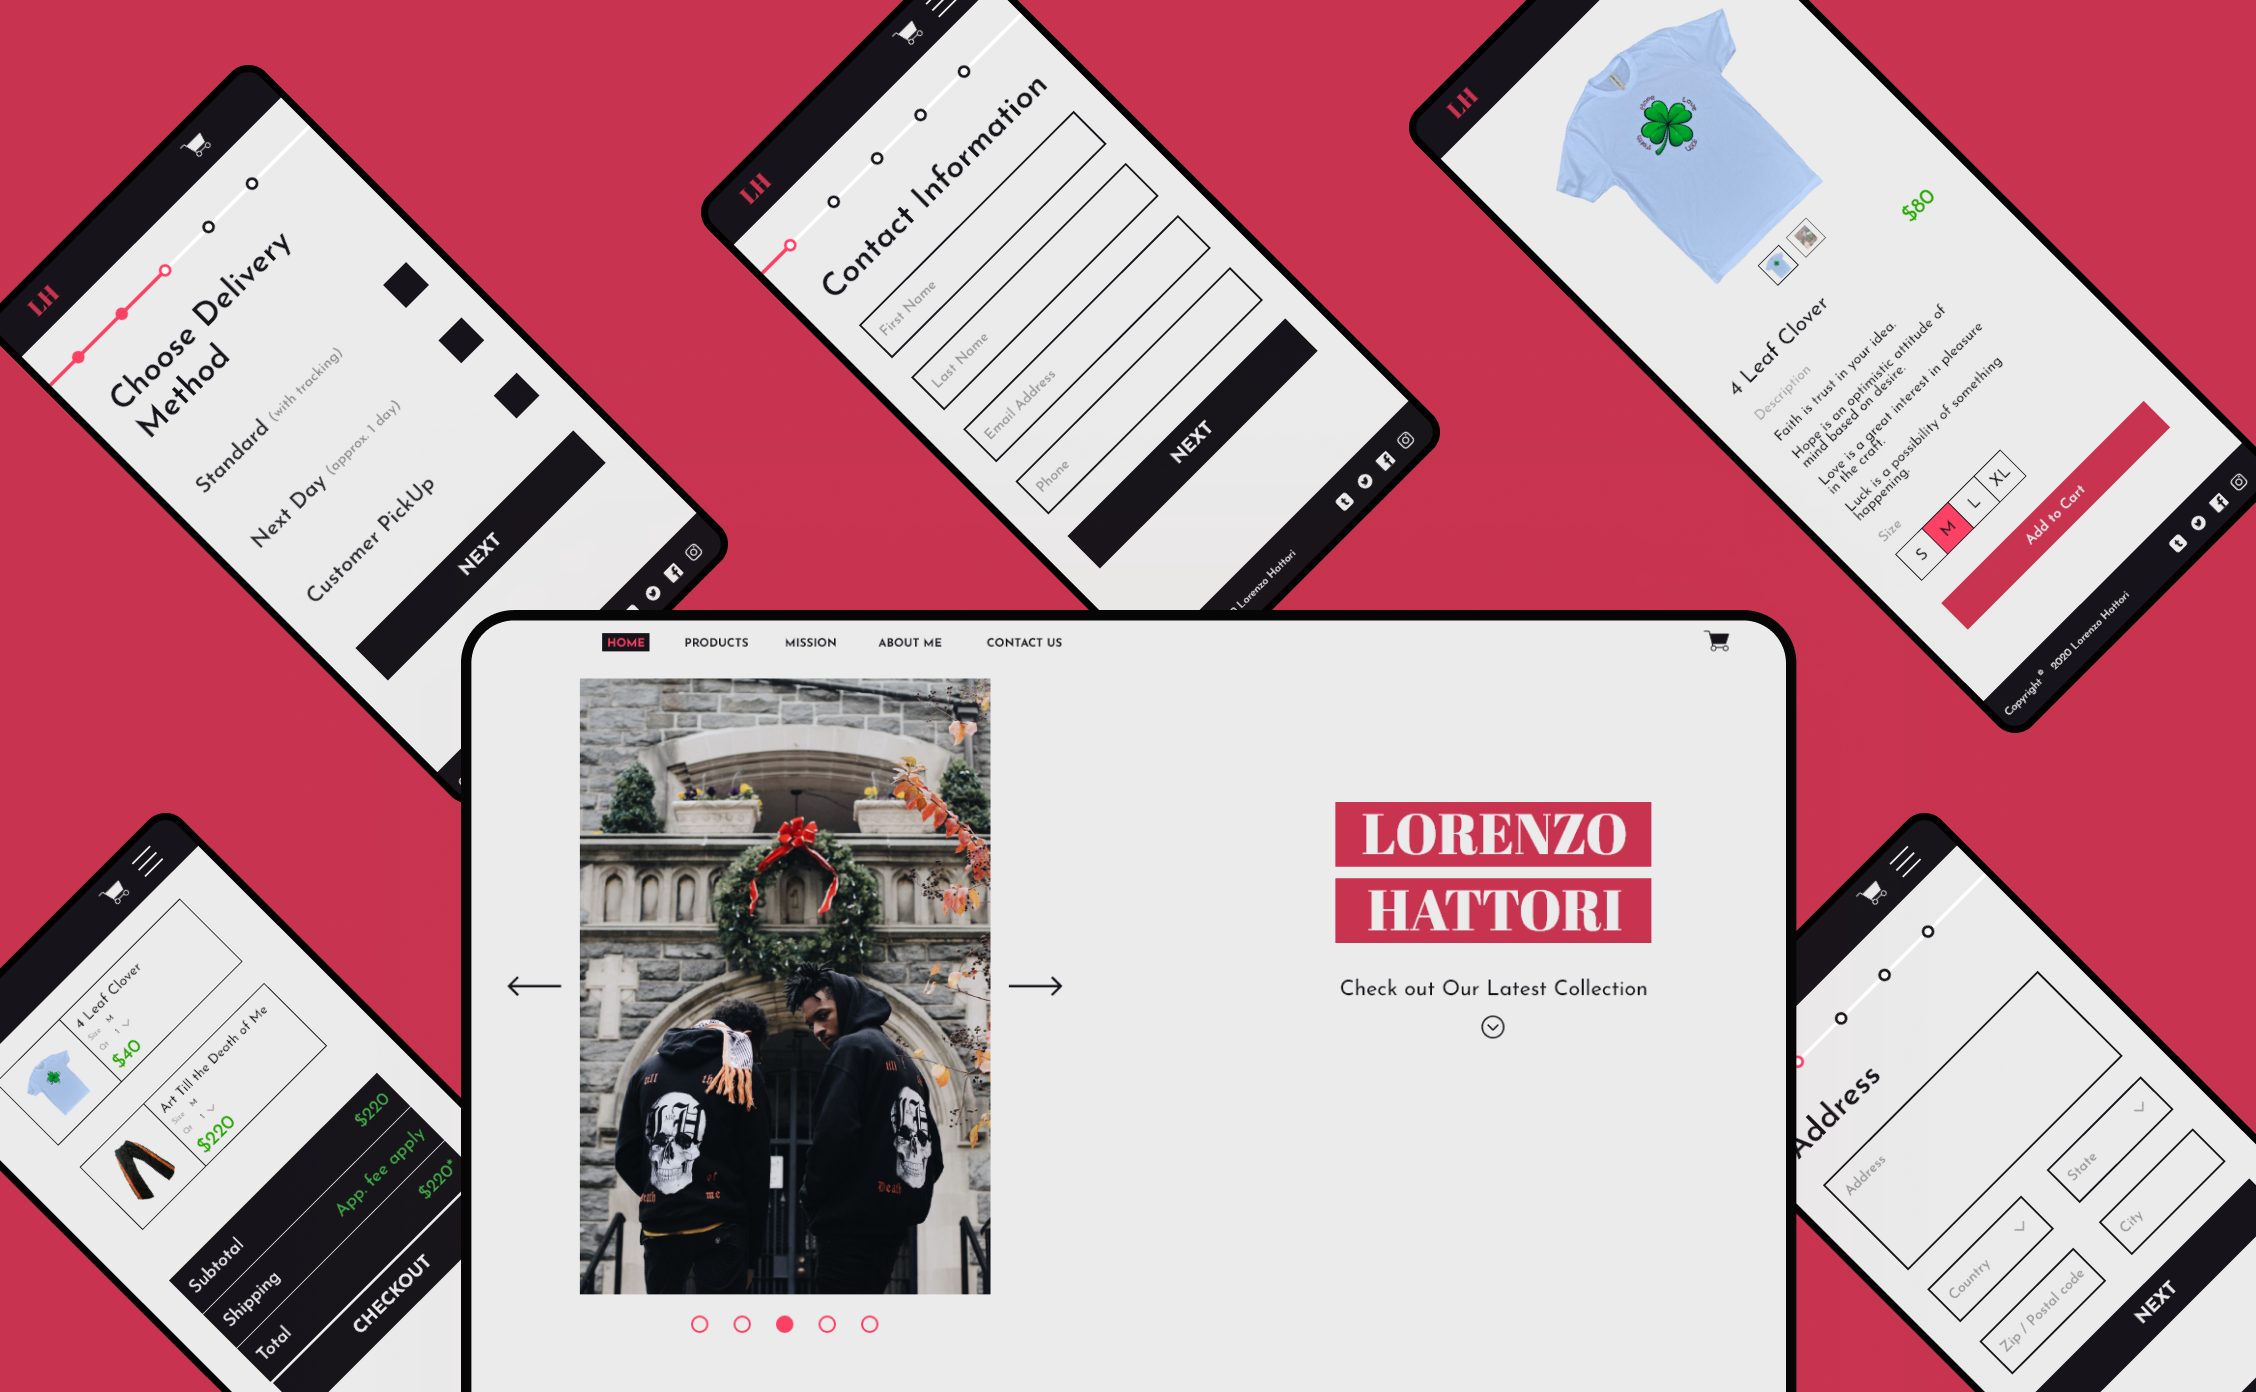 LH
Choose Delivery
Method
Standard (with tracking)
Next Day (approx. 1 day)
Customer PickUp
NEXT
LH
Contact Information
First Name
Last Name
Email Address
Phone
NEXT
Lorenzo Hattori
LH
$80
4 Leaf Clover
Description
Faith is trust in your idea.
Hope is an optimistic attitude of
mind based on desire.
Love is a great interest in pleasure
in the craft.
Luck is a possibility of something
happening.
Size
S M L XL
Add to Cart
Copyright © 2020 Lorenzo Hattori
4 Leaf Clover
Size M
Qt 1
$40
Art Till the Death of Me
Size M
Qt 1
$220
Subtotal $220
Shipping App. fee apply
Total $220*
CHECKOUT
HOME PRODUCTS MISSION ABOUT ME CONTACT US
till
of
me
till
Death
LORENZO
HATTORI
Check out Our Latest Collection
Address
Address
State
Country
City
Zip / Postal code
NEXT